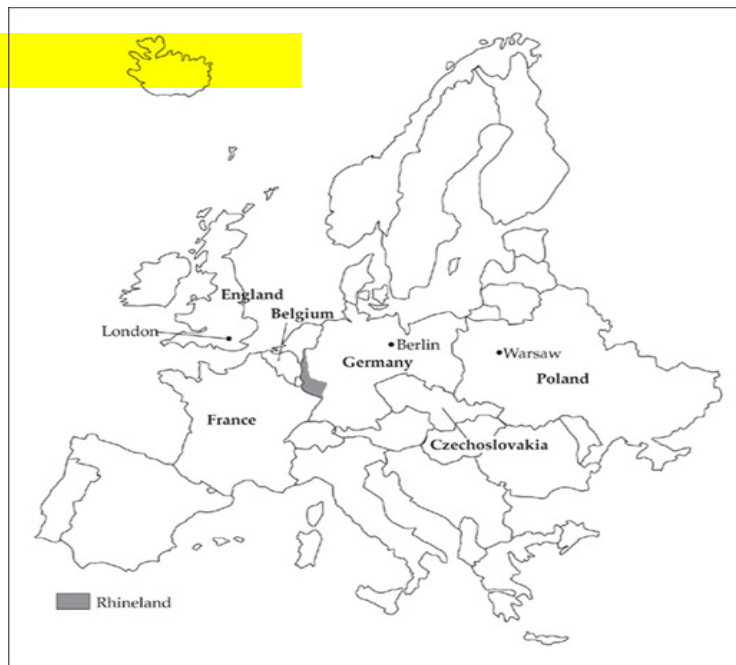 England
Belgium
London
Berlin
Germany
Warsaw
Poland
France
Czechoslovakia
Rhineland